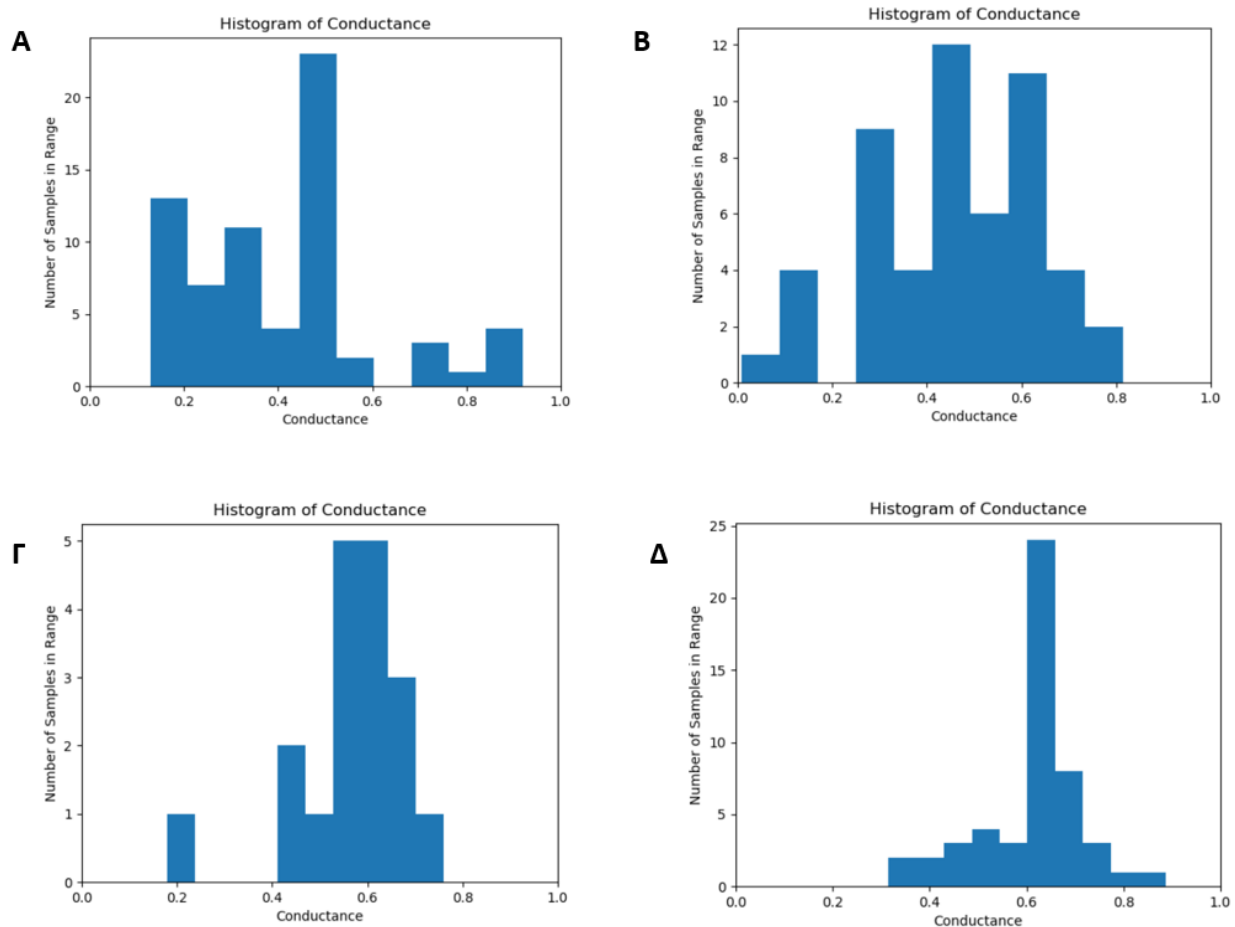 A
Histogram of Conductance
Number of Samples in Range
20
15
10
5
0
0.0 0.2 0.4 0.6 0.8 1.0
Conductance
B
Histogram of Conductance
Number of Samples in Range
12
10
8
6
4
2
0
0.0 0.2 0.4 0.6 0.8 1.0
Conductance
Γ
Histogram of Conductance
Number of Samples in Range
5
4
3
2
1
0
0.0 0.2 0.4 0.6 0.8 1.0
Conductance
Δ
Histogram of Conductance
Number of Samples in Range
25
20
15
10
5
0
0.0 0.2 0.4 0.6 0.8 1.0
Conductance